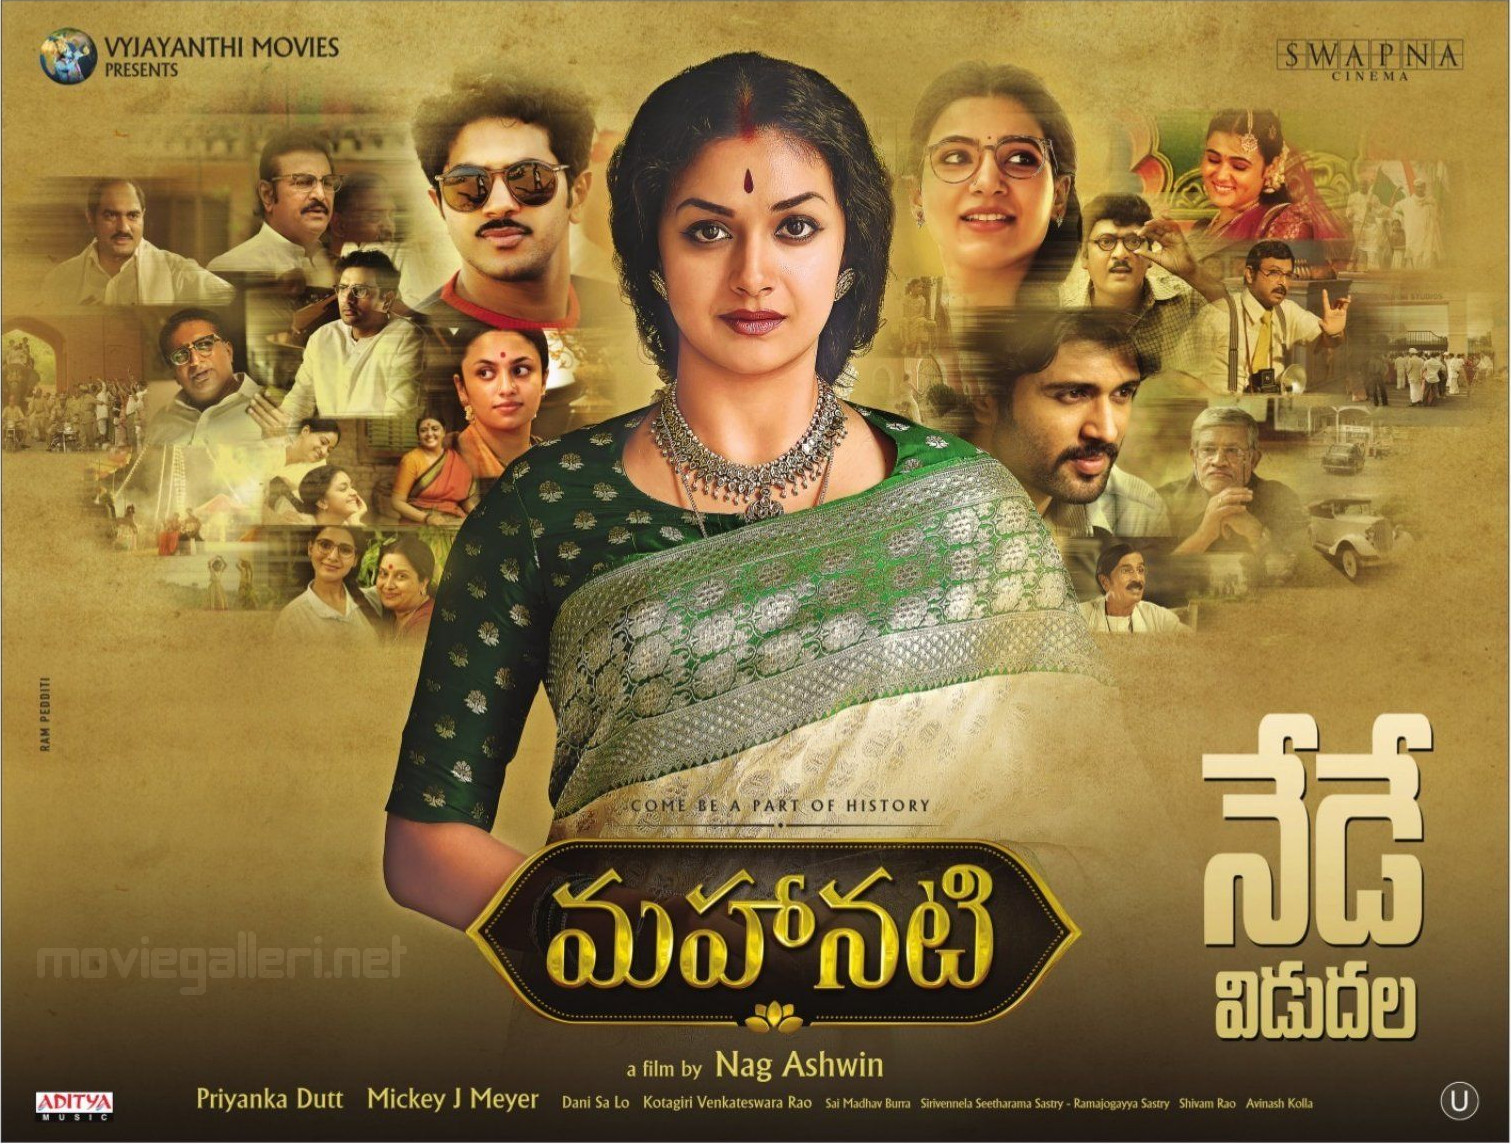 VYJAYANTHI MOVIES
PRESENTS
SWAPNA
CINEMA
RAM PEDDITI
COME BE A PART OF HISTORY
మహానటి
నేడే
విడుదల
moviegalleri.net
a film by Nag Ashwin
ADITYA
MUSIC
Priyanka Dutt Mickey J Meyer Dani Sa Lo Kotagiri Venkateswara Rao Sai Madhav Burra Sirivennela Seetharama Sastry - Ramajogayya Sastry Shivam Rao Avinash Kolla
U